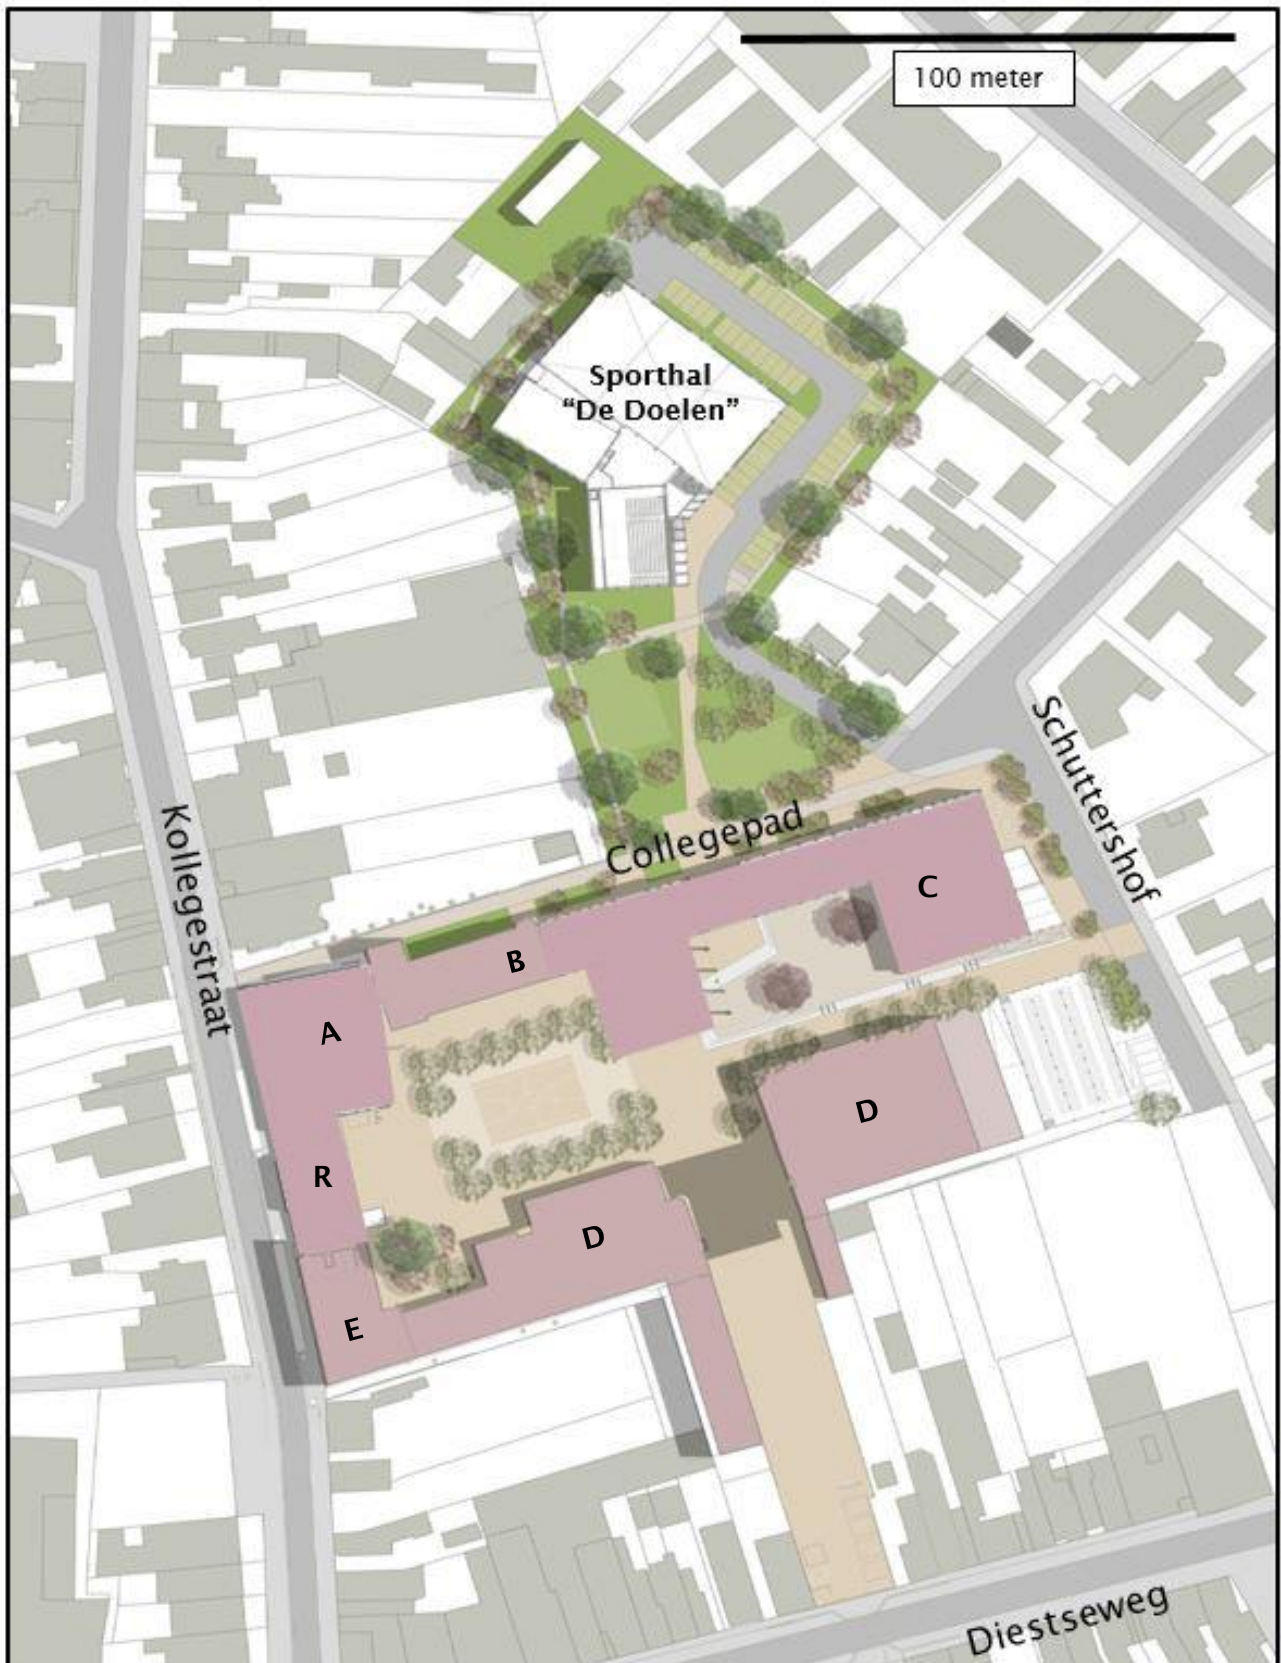 100 meter
Sporthal
“De Doelen”
Schuttershof
Kollegestraat
Collegepad
C
B
A
D
R
D
E
Diestseweg